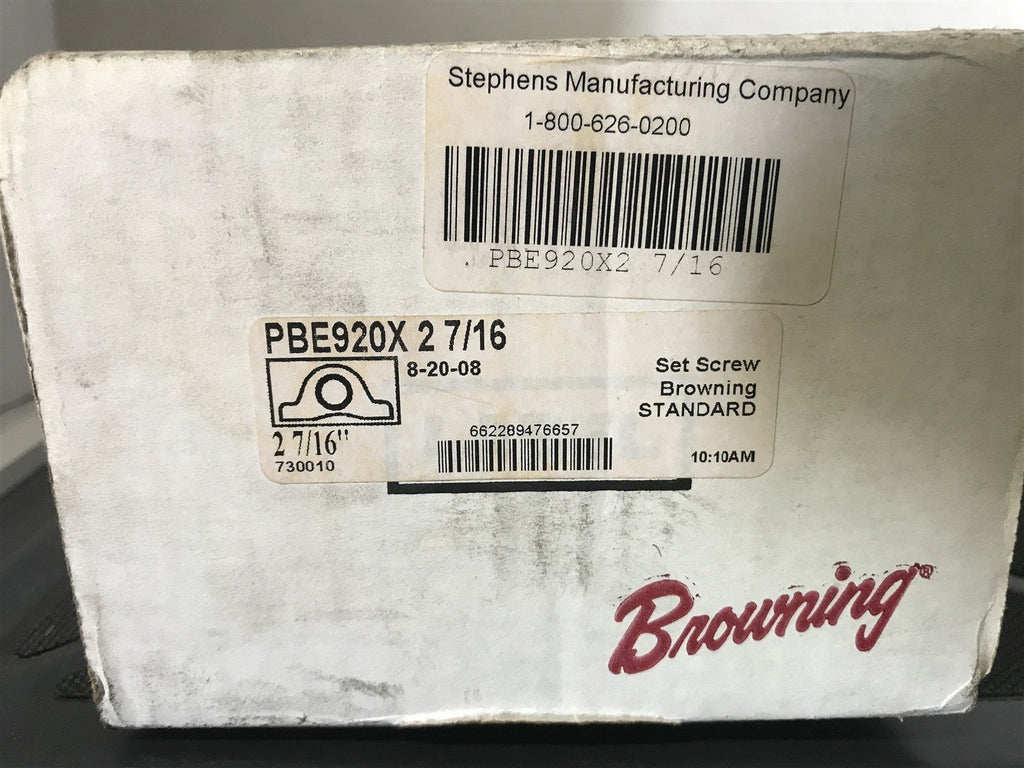 Stephens Manufacturing Company
1-800-626-0200
PBE920X2 7/16
PBE920X 2 7/16
8-20-08
Set Screw
Browning
STANDARD
2 7/16"
730010
662289476657
10:10AM
Browning®